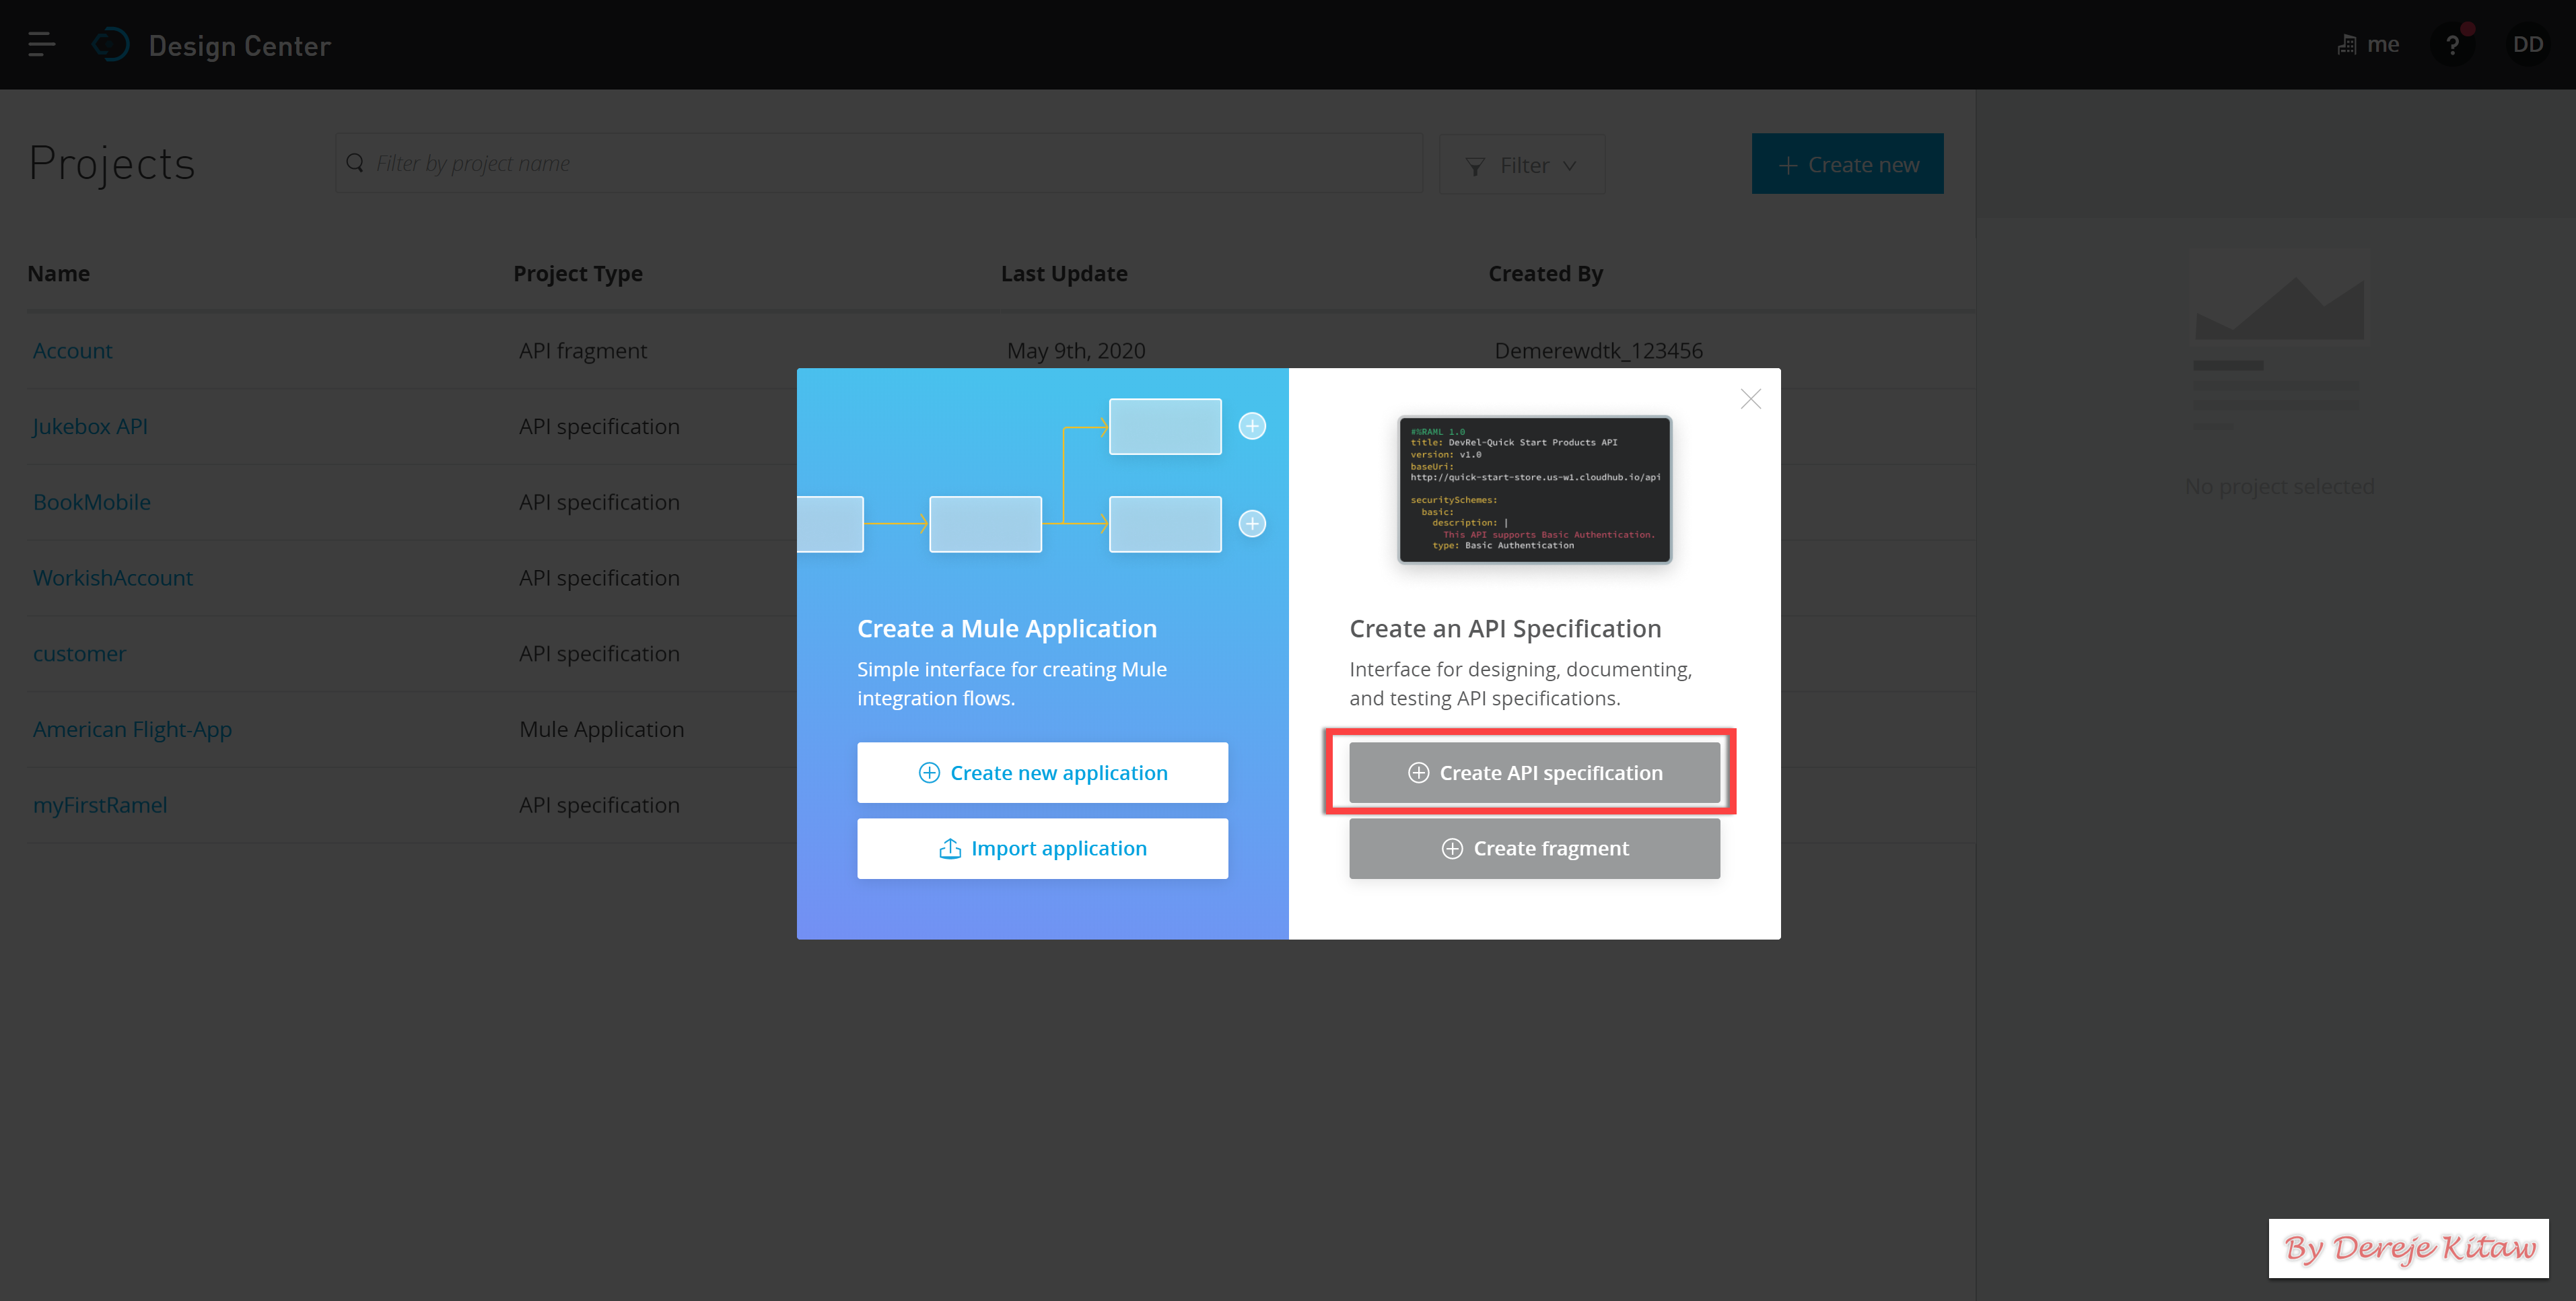 Design Center
me
?
DD
Projects
Filter by project name
Filter
Create new
Name Project Type Last Update Created By
Account API fragment May 9th, 2020 Demerewdtk_123456
Jukebox API API specification
BookMobile API specification
WorkishAccount API specification
customer API specification
American Flight-App Mule Application
myFirstRamel API specification
No project selected
Create a Mule Application
Simple interface for creating Mule
integration flows.
Create new application
Import application
#%RAML 1.0
title: DevRel-Quick Start Products API
version: v1.0
baseUri:
http://quick-start-store.us-w1.cloudhub.io/api
securitySchemes:
basic:
description: |
This API supports Basic Authentication.
type: Basic Authentication
Create an API Specification
Interface for designing, documenting,
and testing API specifications.
Create API specification
Create fragment
By Dereje Kitaw